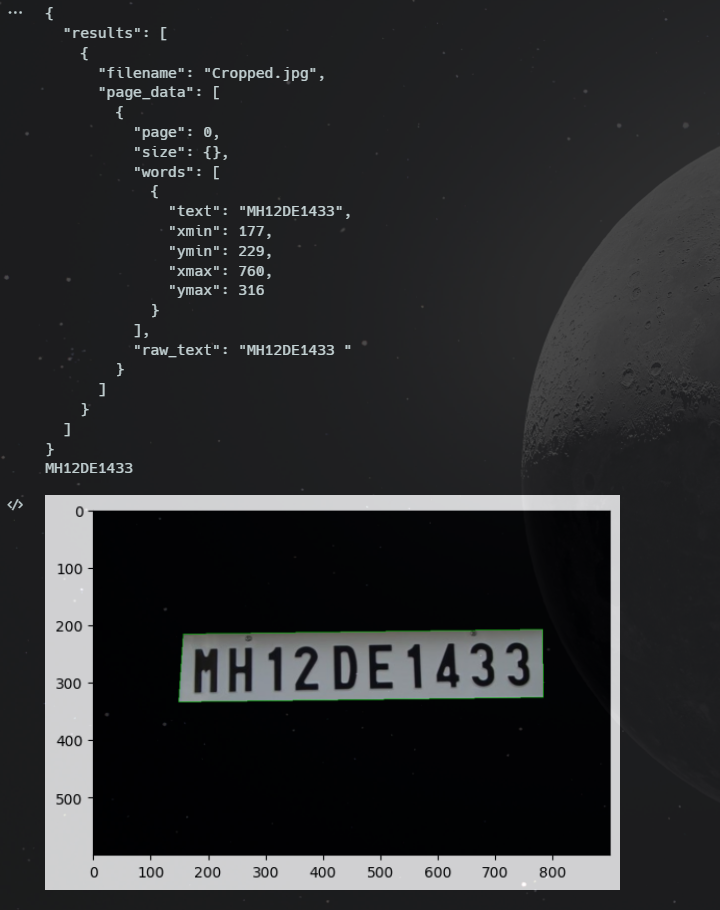 {
"results": [
{
"filename": "Cropped.jpg",
"page_data": [
{
"page": 0,
"size": {},
"words": [
{
"text": "MH12DE1433",
"xmin": 177,
"ymin": 229,
"xmax": 760,
"ymax": 316
}
],
"raw_text": "MH12DE1433 "
}
]
}
]
}
MH12DE1433
0
100
200
MH12DE1433
300
400
500
0 100 200 300 400 500 600 700 800